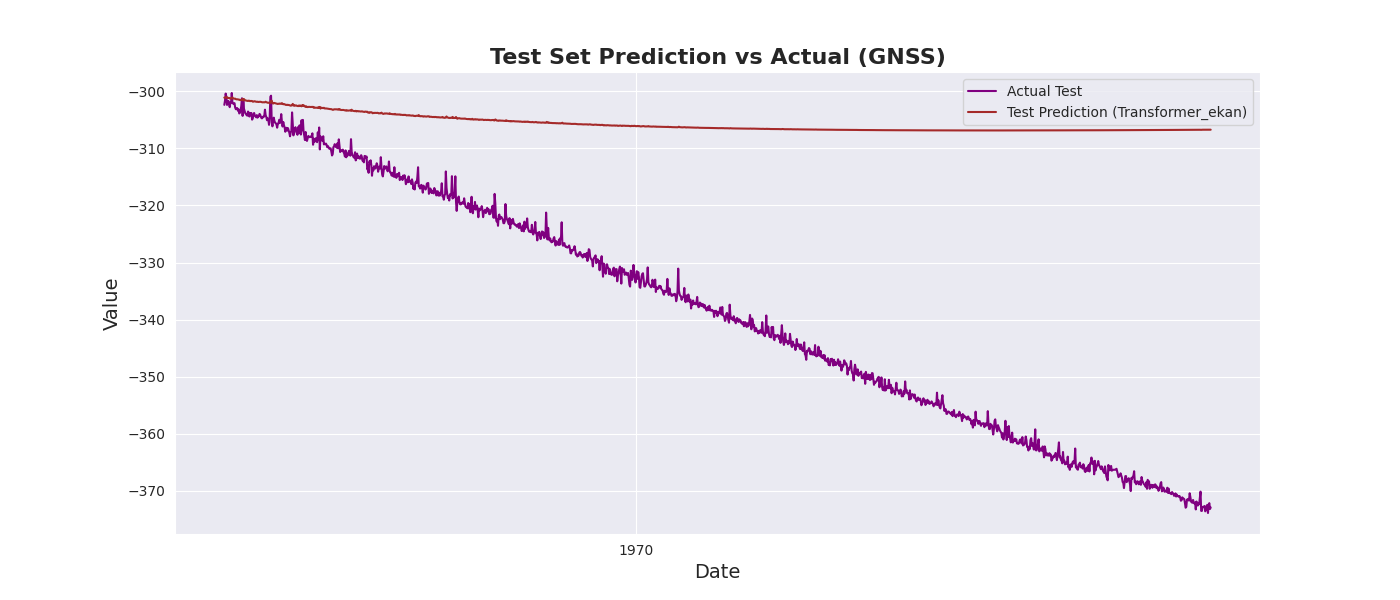 Test Set Prediction vs Actual (GNSS)
Actual Test
Test Prediction (Transformer_ekan)
Value
−300
−310
−320
−330
−340
−350
−360
−370
1970
Date